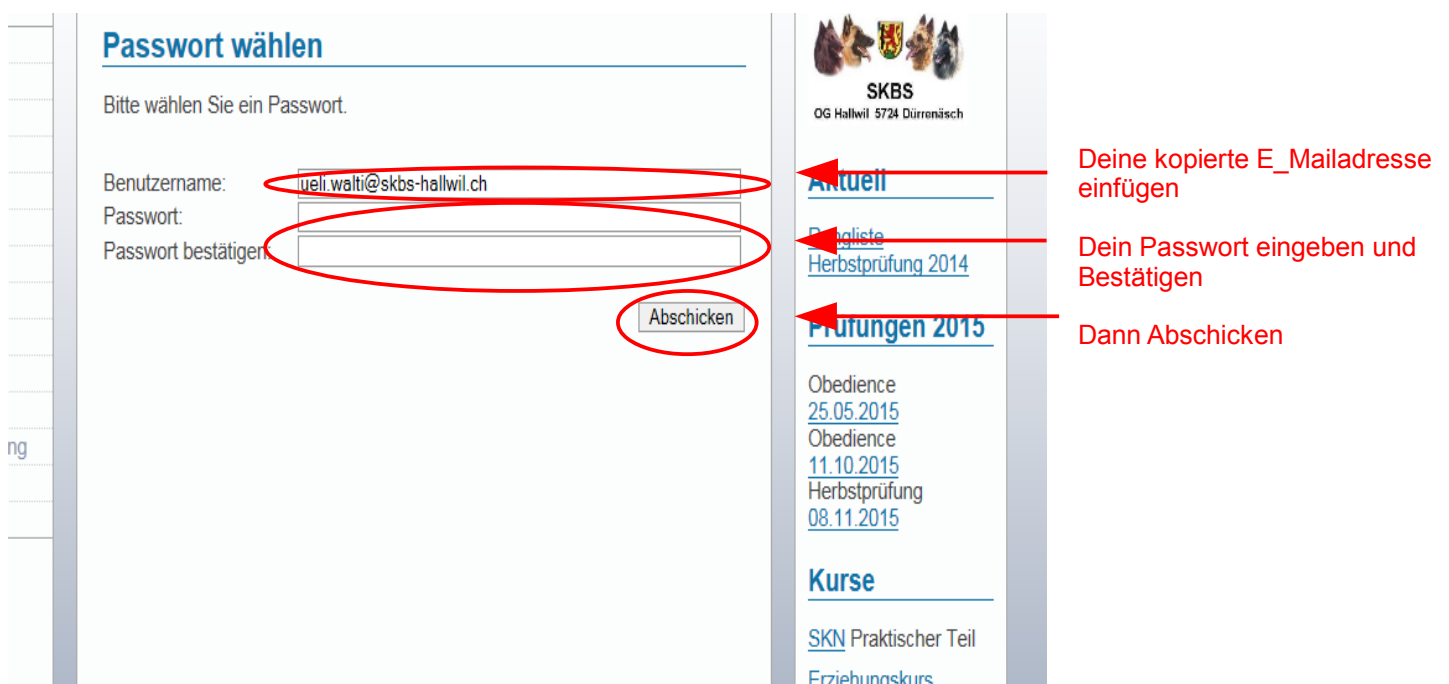 Passwort wählen
Bitte wählen Sie ein Passwort.
Benutzername: ueli.walti@skbs-hallwil.ch
Passwort:
Passwort bestätigen:
Abschicken
ng
SKBS
OG Hallwil 5724 Dürrenäsch
Aktuell
Rangliste
Herbstprüfung 2014
Prüfungen 2015
Obedience
25.05.2015
Obedience
11.10.2015
Herbstprüfung
08.11.2015
Kurse
SKN Praktischer Teil
Erziehungskurs
Deine kopierte E_Mailadresse
einfügen
Dein Passwort eingeben und
Bestätigen
Dann Abschicken